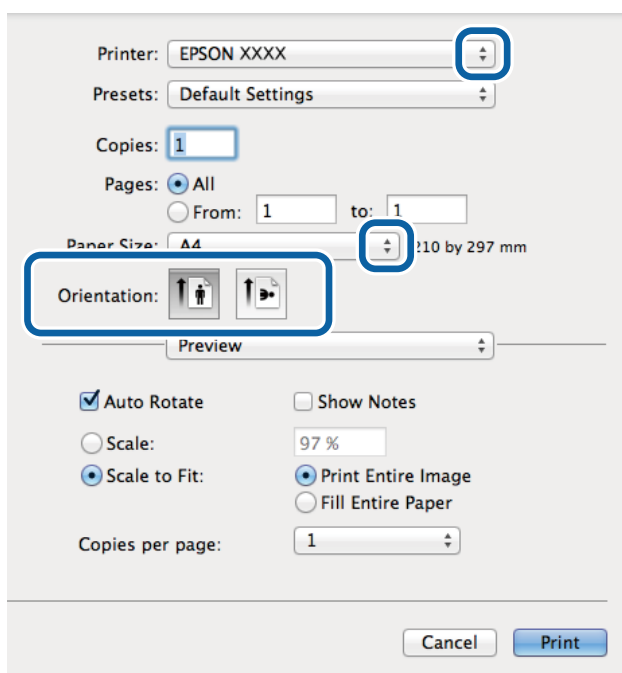 Printer: EPSON XXXX
Presets: Default Settings
Copies: 1
Pages: All
From: 1 to: 1
Paper Size: A4 210 by 297 mm
Orientation:
Preview
Auto Rotate Show Notes
Scale: 97 %
Scale to Fit: Print Entire Image
Fill Entire Paper
Copies per page: 1
Cancel Print